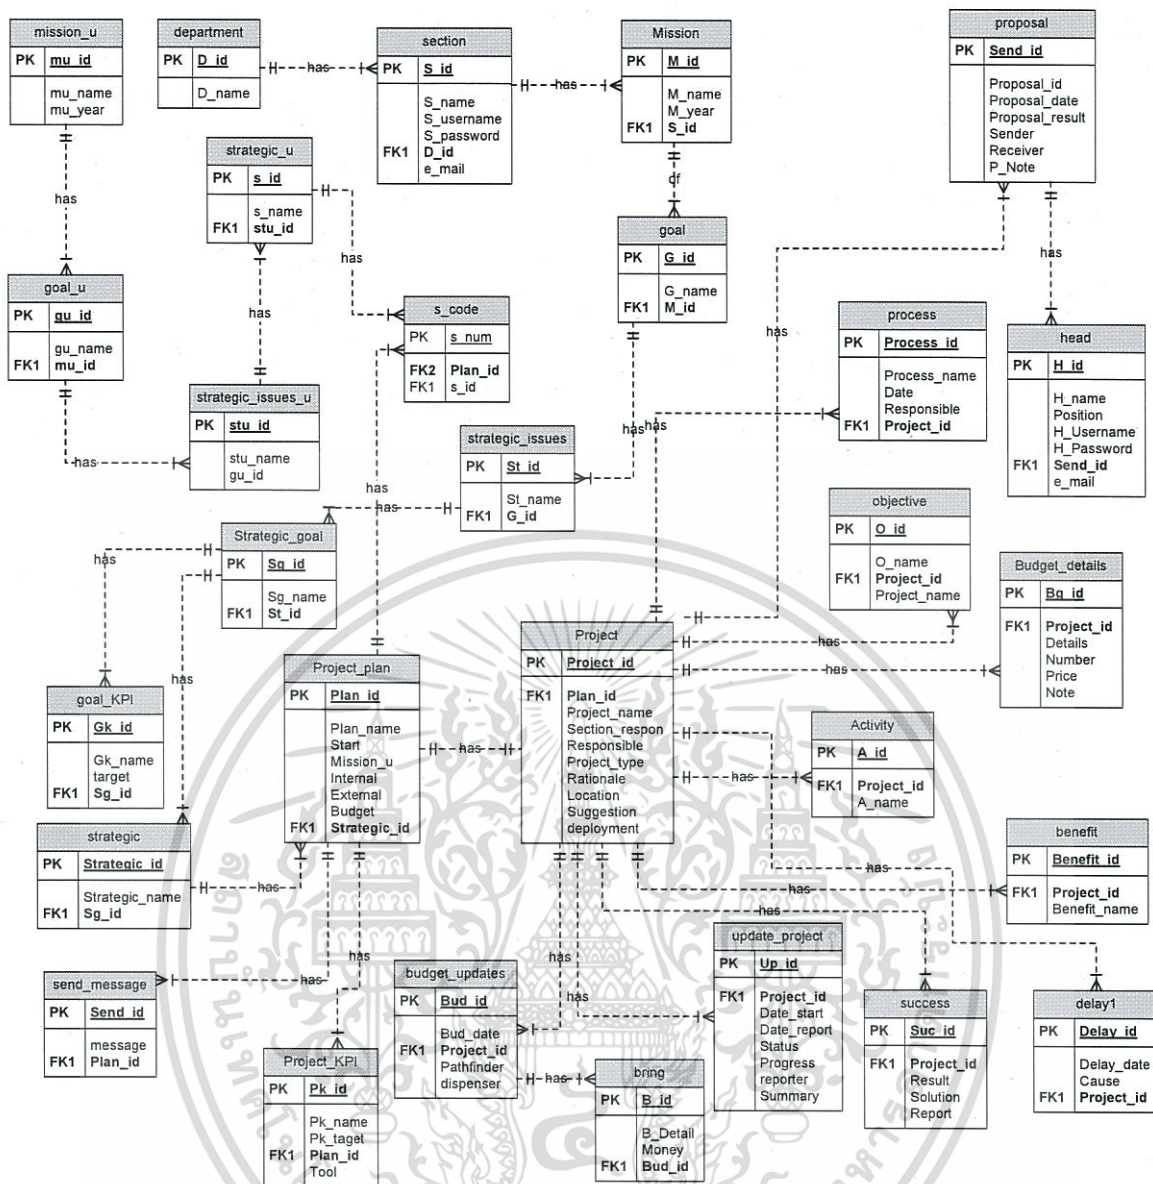 mission_u
PK mu_id
mu_name
mu_year
department
PK D_id
D_name
section
PK S_id
S_name
S_username
S_password
FK1 D_id
e_mail
Mission
PK M_id
M_name
M_year
FK1 S_id
proposal
PK Send_id
Proposal_id
Proposal_date
Proposal_result
Sender
Receiver
P_Note
has
has
strategic_u
PK s_id
s_name
FK1 stu_id
has
of
has
has
goal
PK G_id
G_name
FK1 M_id
has
goal_u
PK gu_id
gu_name
FK1 mu_id
s_code
PK s_num
FK2 Plan_id
FK1 s_id
has
has
process
PK Process_id
Process_name
Date
Responsible
FK1 Project_id
head
PK H_id
H_name
Position
H_Username
H_Password
FK1 Send_id
e_mail
strategic_issues_u
PK stu_id
stu_name
gu_id
has
strategic_issues
PK St_id
St_name
FK1 G_id
has
has
has
has
objective
PK O_id
O_name
FK1 Project_id
Project_name
Strategic_goal
PK Sg_id
Sg_name
FK1 St_id
has
has
Budget_details
PK Bg_id
FK1 Project_id
Details
Number
Price
Note
has
has
Project
PK Project_id
FK1 Plan_id
Project_name
Section_respon
Responsible
Project_type
Rationale
Location
Suggestion
deployment
Project_plan
PK Plan_id
Plan_name
Start
Mission_u
Internal
External
Budget
FK1 Strategic_id
has
goal_KPI
PK Gk_id
Gk_name
target
FK1 Sg_id
Activity
PK A_id
FK1 Project_id
A_name
has
strategic
PK Strategic_id
Strategic_name
FK1 Sg_id
has
benefit
PK Benefit_id
FK1 Project_id
Benefit_name
has
has
has
update_project
PK Up_id
FK1 Project_id
Date_start
Date_report
Status
Progress
reporter
Summary
has
has
has
has
send_message
PK Send_id
message
FK1 Plan_id
budget_updates
PK Bud_id
Bud_date
FK1 Project_id
Pathfinder
dispenser
has
success
PK Suc_id
FK1 Project_id
Result
Solution
Report
delay1
PK Delay_id
Delay_date
Cause
FK1 Project_id
Project_KPI
PK Pk_id
Pk_name
Pk_taget
FK1 Plan_id
Tool
bring
PK B_id
B_Detail
Money
FK1 Bud_id